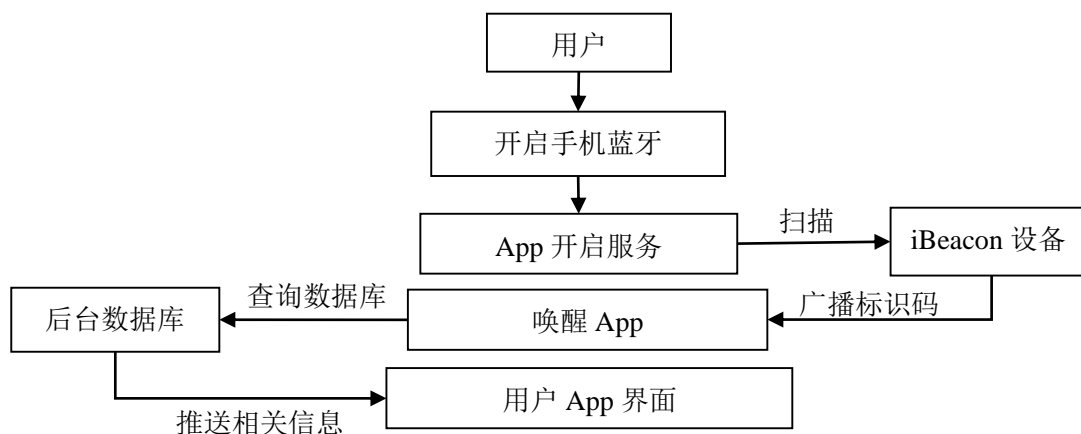 用户
开启手机蓝牙
App 开启服务
扫描
iBeacon 设备
广播标识码
唤醒 App
查询数据库
后台数据库
推送相关信息
用户 App 界面